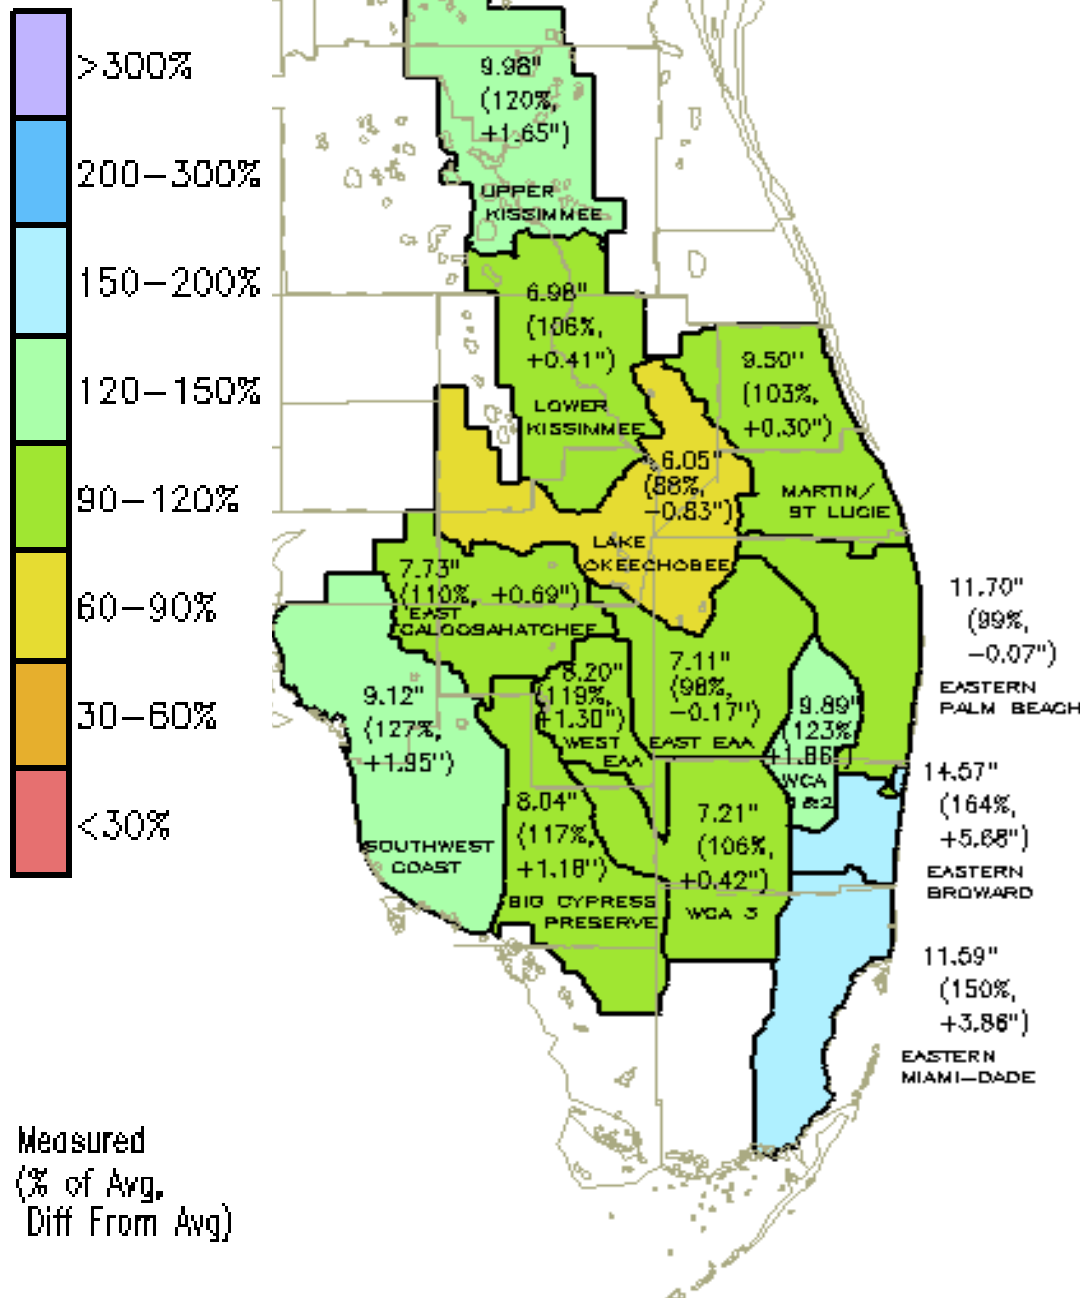 >300%
200-300%
150-200%
120-150%
90-120%
60-90%
30-60%
<30%
9.98"
(120%,
+1.65")
UPPER
KISSIMMEE
6.98"
(106%,
+0.41")
LOWER
KISSIMMEE
9.50"
(103%,
+0.30")
MARTIN/
ST LUCIE
6.05"
(88%,
-0.83")
LAKE
OKEECHOBEE
7.73"
(110%, +0.69")
EAST
CALOOSAHATCHEE
11.70"
(99%,
-0.07")
EASTERN
PALM BEACH
9.12"
(127%,
+1.95")
SOUTHWEST
COAST
8.20"
(119%,
+1.30")
WEST
EAA
7.11"
(98%,
-0.17")
EAST EAA
9.89"
(123%
+1.86")
WCA
1 &2
14.57"
(164%,
+5.68")
EASTERN
BROWARD
8.04"
(117%,
+1.18")
BIG CYPRESS
PRESERVE
7.21"
(106%,
+0.42")
WCA 3
11.59"
(150%,
+3.86")
EASTERN
MIAMI-DADE
Measured
(% of Avg,
Diff From Avg)